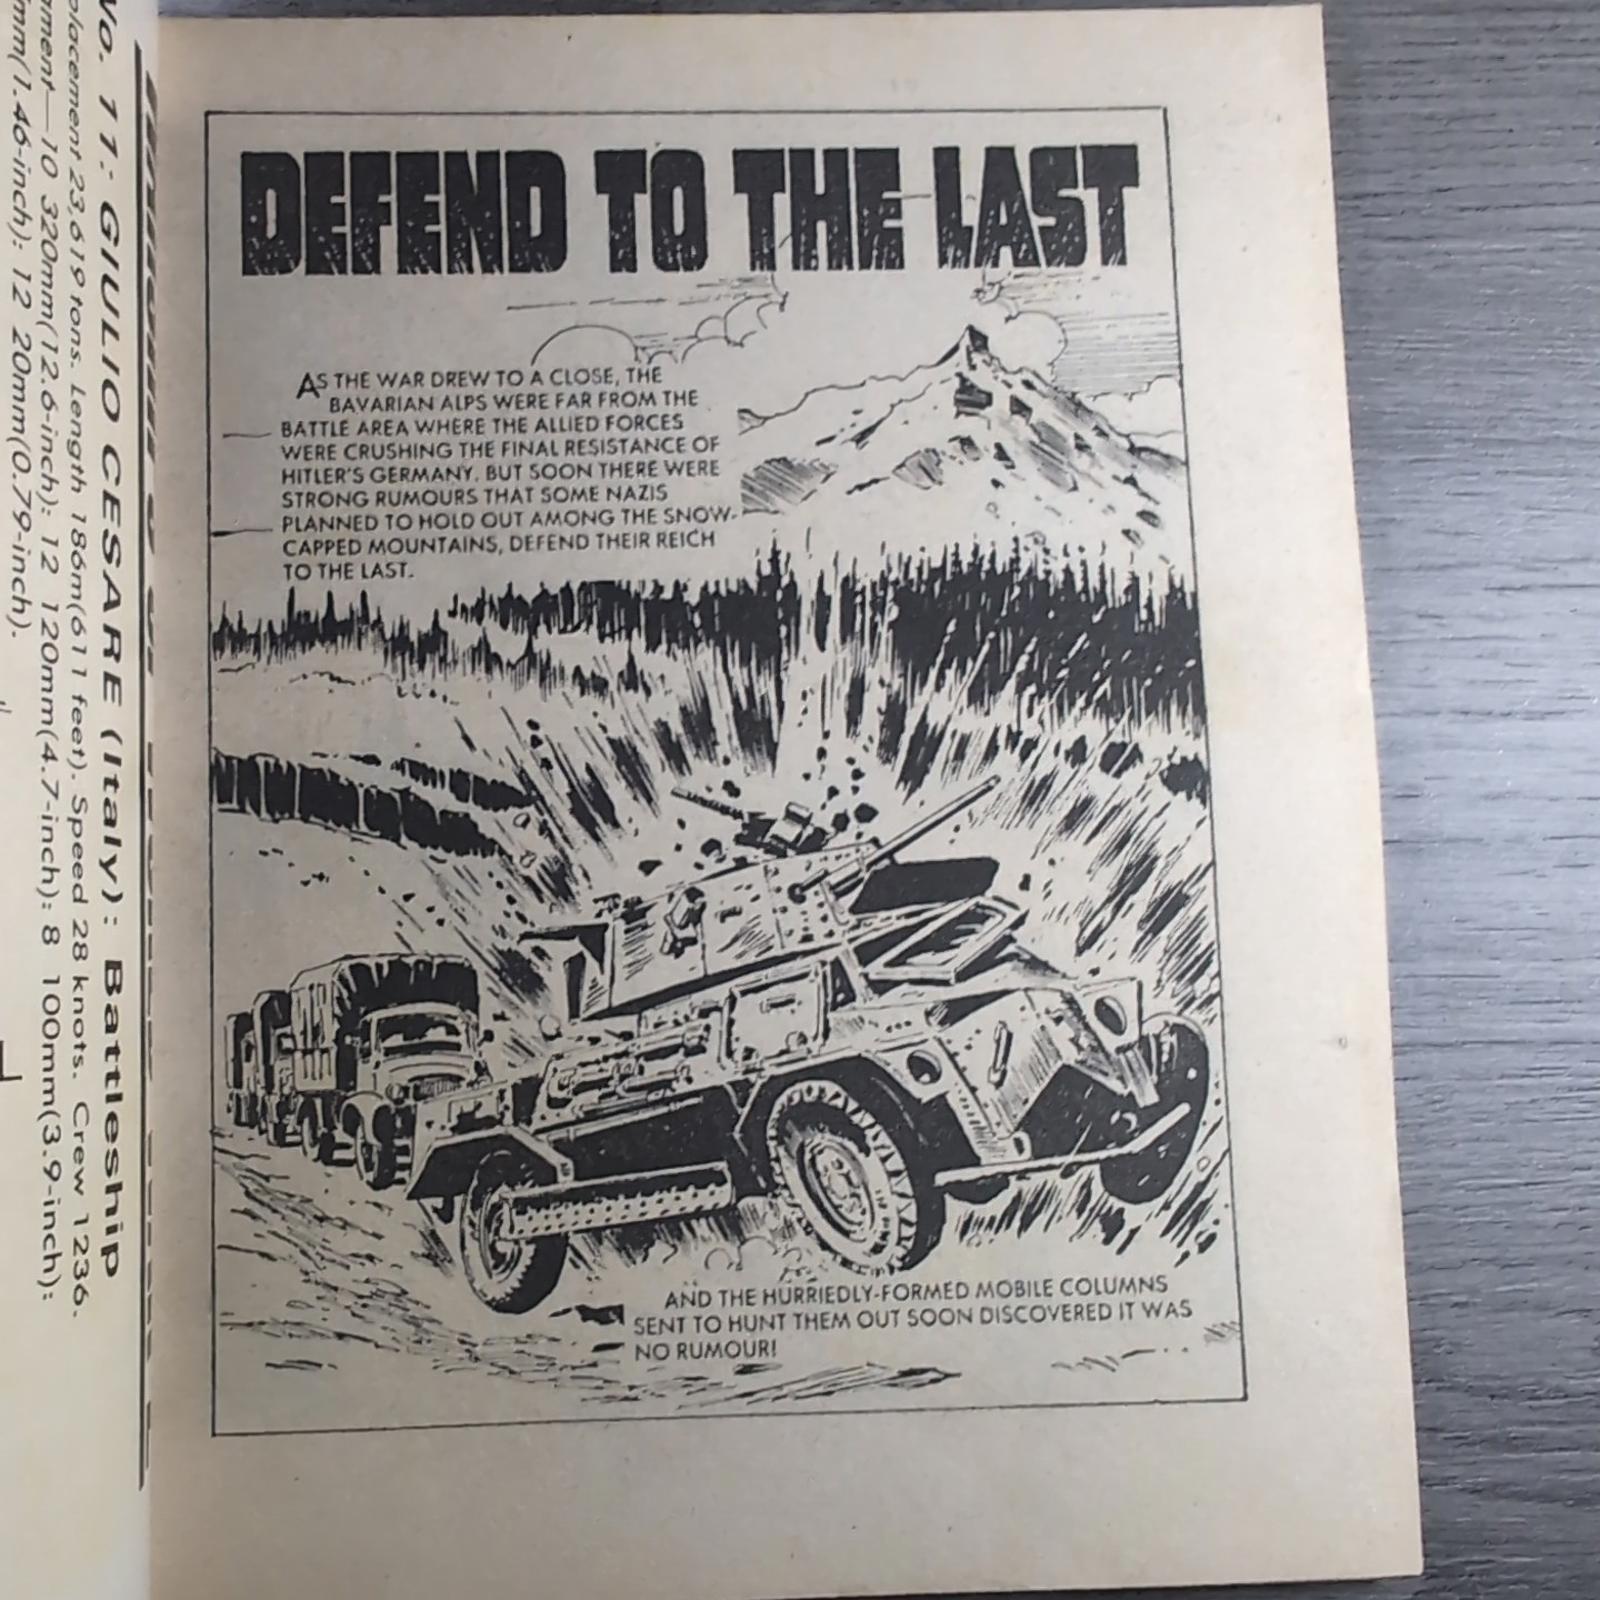 No. 11: GIULIO CESSARE (Italy): Battleship
placement 23,619 tons. Length 186m(611 feet). Speed 28 knots. Crew 1236.
ment—10 320mm(12.6-inch): 12 120mm(4.7-inch): 8 100mm(3.9-inch):
mm(1.46-inch): 12 20mm(0.79-inch).
DEFEND TO THE LAST
AS THE WAR DREW TO A CLOSE, THE
BAVARIAN ALPS WERE FAR FROM THE
BATTLE AREA WHERE THE ALLIED FORCES
WERE CRUSHING THE FINAL RESISTANCE OF
HITLER'S GERMANY. BUT SOON THERE WERE
STRONG RUMOURS THAT SOME NAZIS
PLANNED TO HOLD OUT AMONG THE SNOW-
CAPPED MOUNTAINS, DEFEND THEIR REICH
TO THE LAST.
AND THE HURRIEDLY-FORMED MOBILE COLUMNS
SENT TO HUNT THEM OUT SOON DISCOVERED IT WAS
NO RUMOUR!